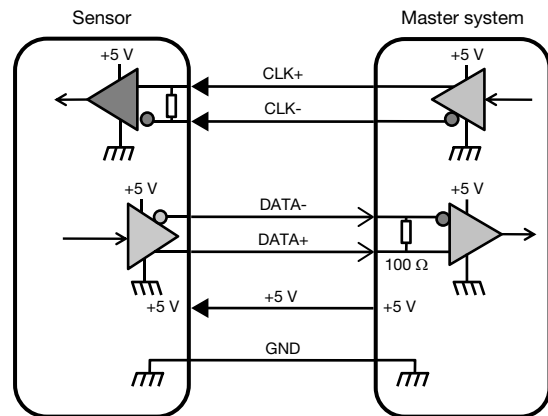 Sensor
Master system
+5 V
CLK+
+5 V
CLK-
+5 V
DATA-
+5 V
DATA+
100 Ω
+5 V
+5 V
+5 V
GND